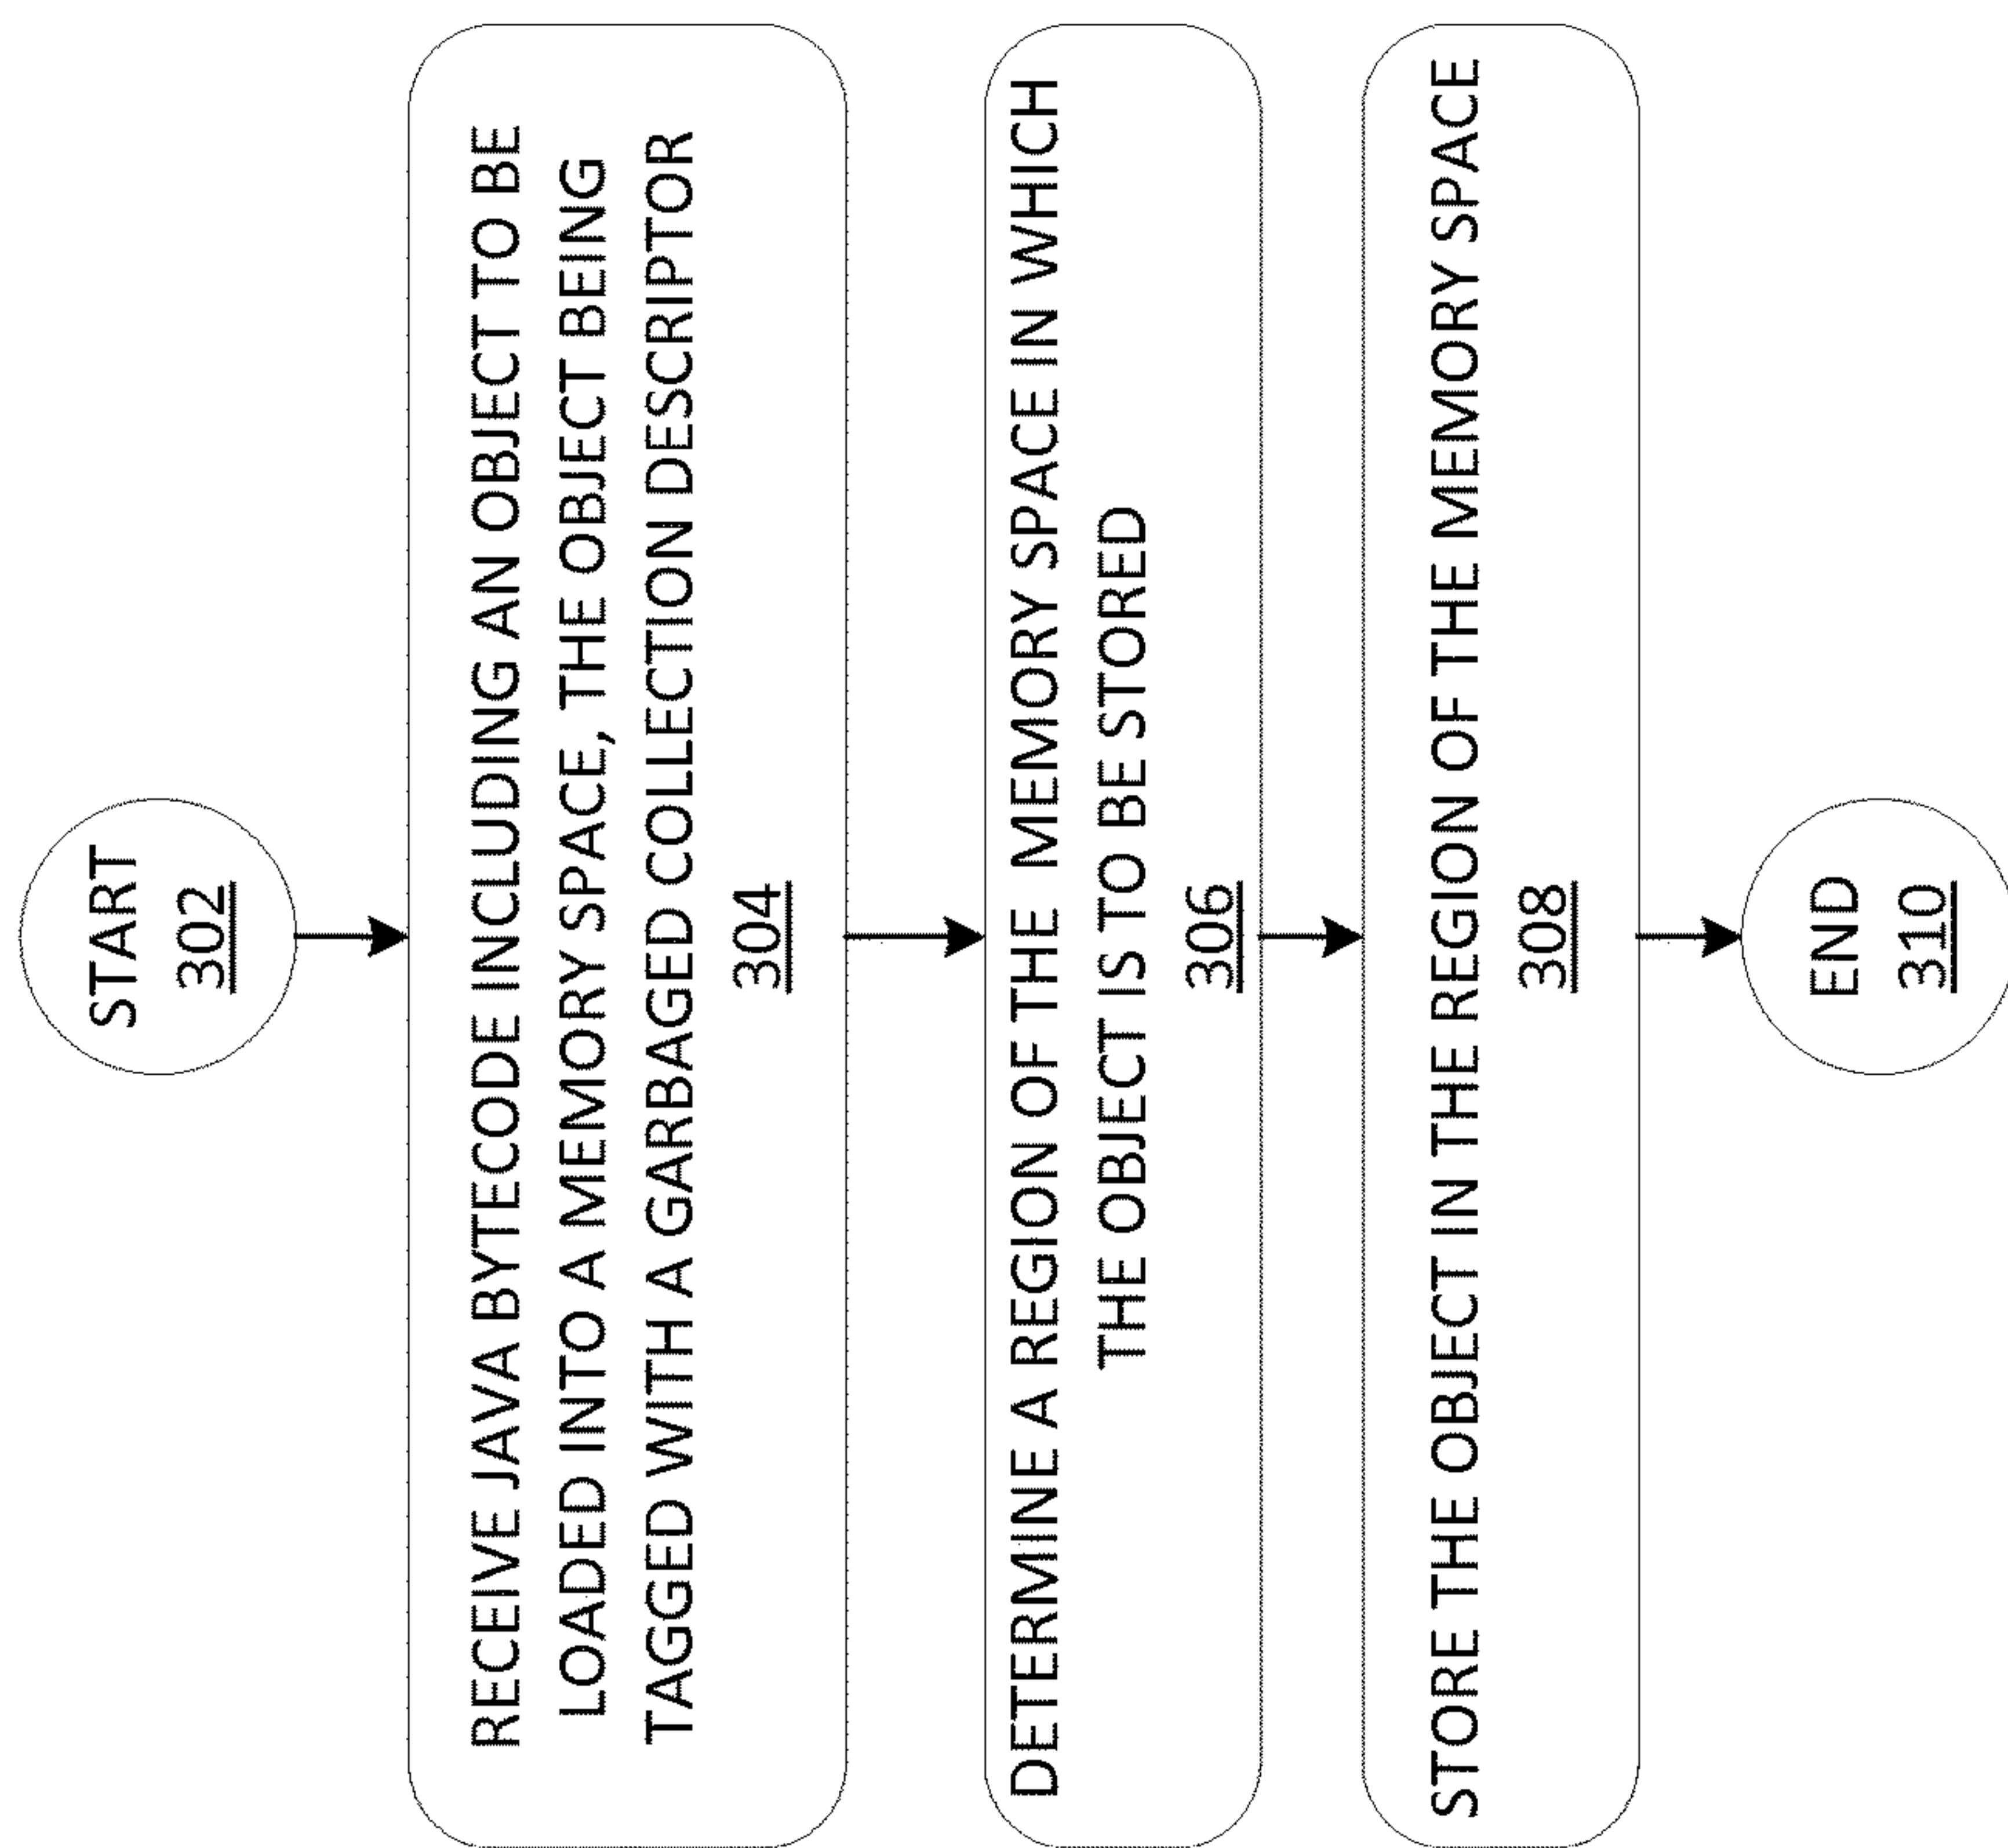 START
302
RECEIVE JAVA BYTECODE INCLUDING AN OBJECT TO BE
LOADED INTO A MEMORY SPACE, THE OBJECT BEING
TAGGED WITH A GARBAGED COLLECTION DESCRIPTOR
304
DETERMINE A REGION OF THE MEMORY SPACE IN WHICH
THE OBJECT IS TO BE STORED
306
STORE THE OBJECT IN THE REGION OF THE MEMORY SPACE
308
END
310